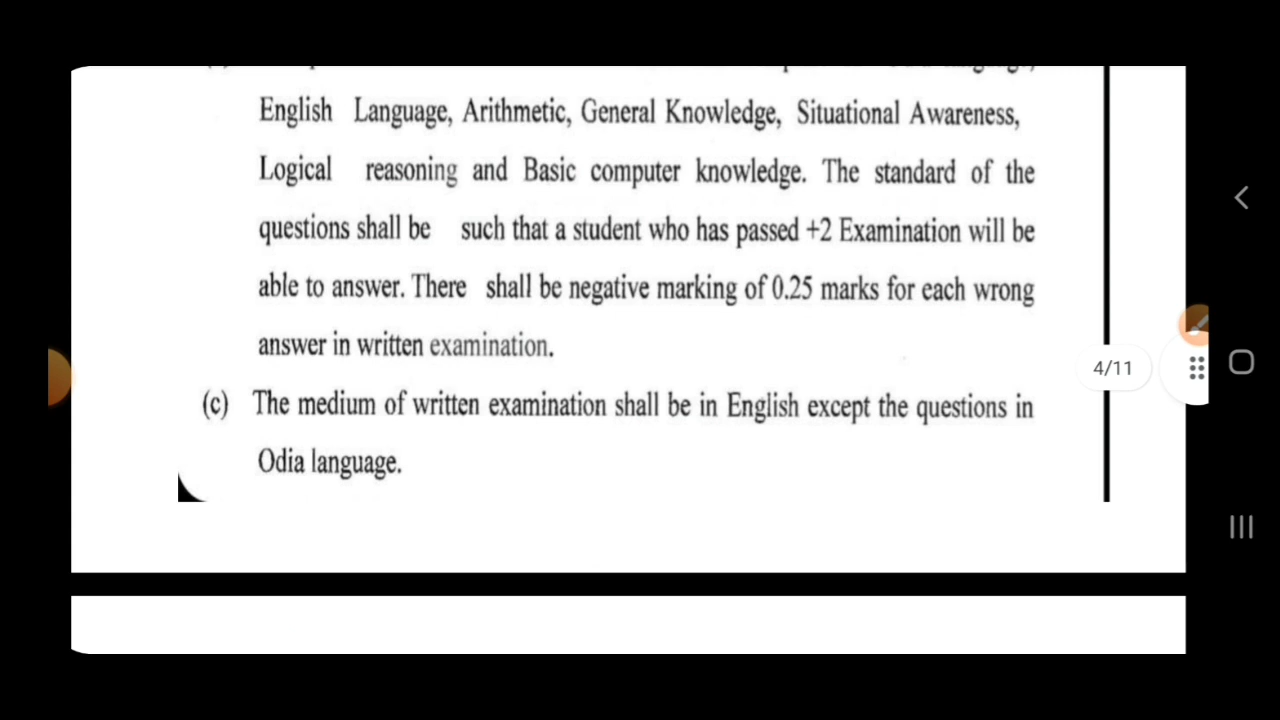 English Language, Arithmetic, General Knowledge, Situational Awareness,
Logical reasoning and Basic computer knowledge. The standard of the
questions shall be such that a student who has passed +2 Examination will be
able to answer. There shall be negative marking of 0.25 marks for each wrong
answer in written examination.
4/11
(c) The medium of written examination shall be in English except the questions in
Odia language.